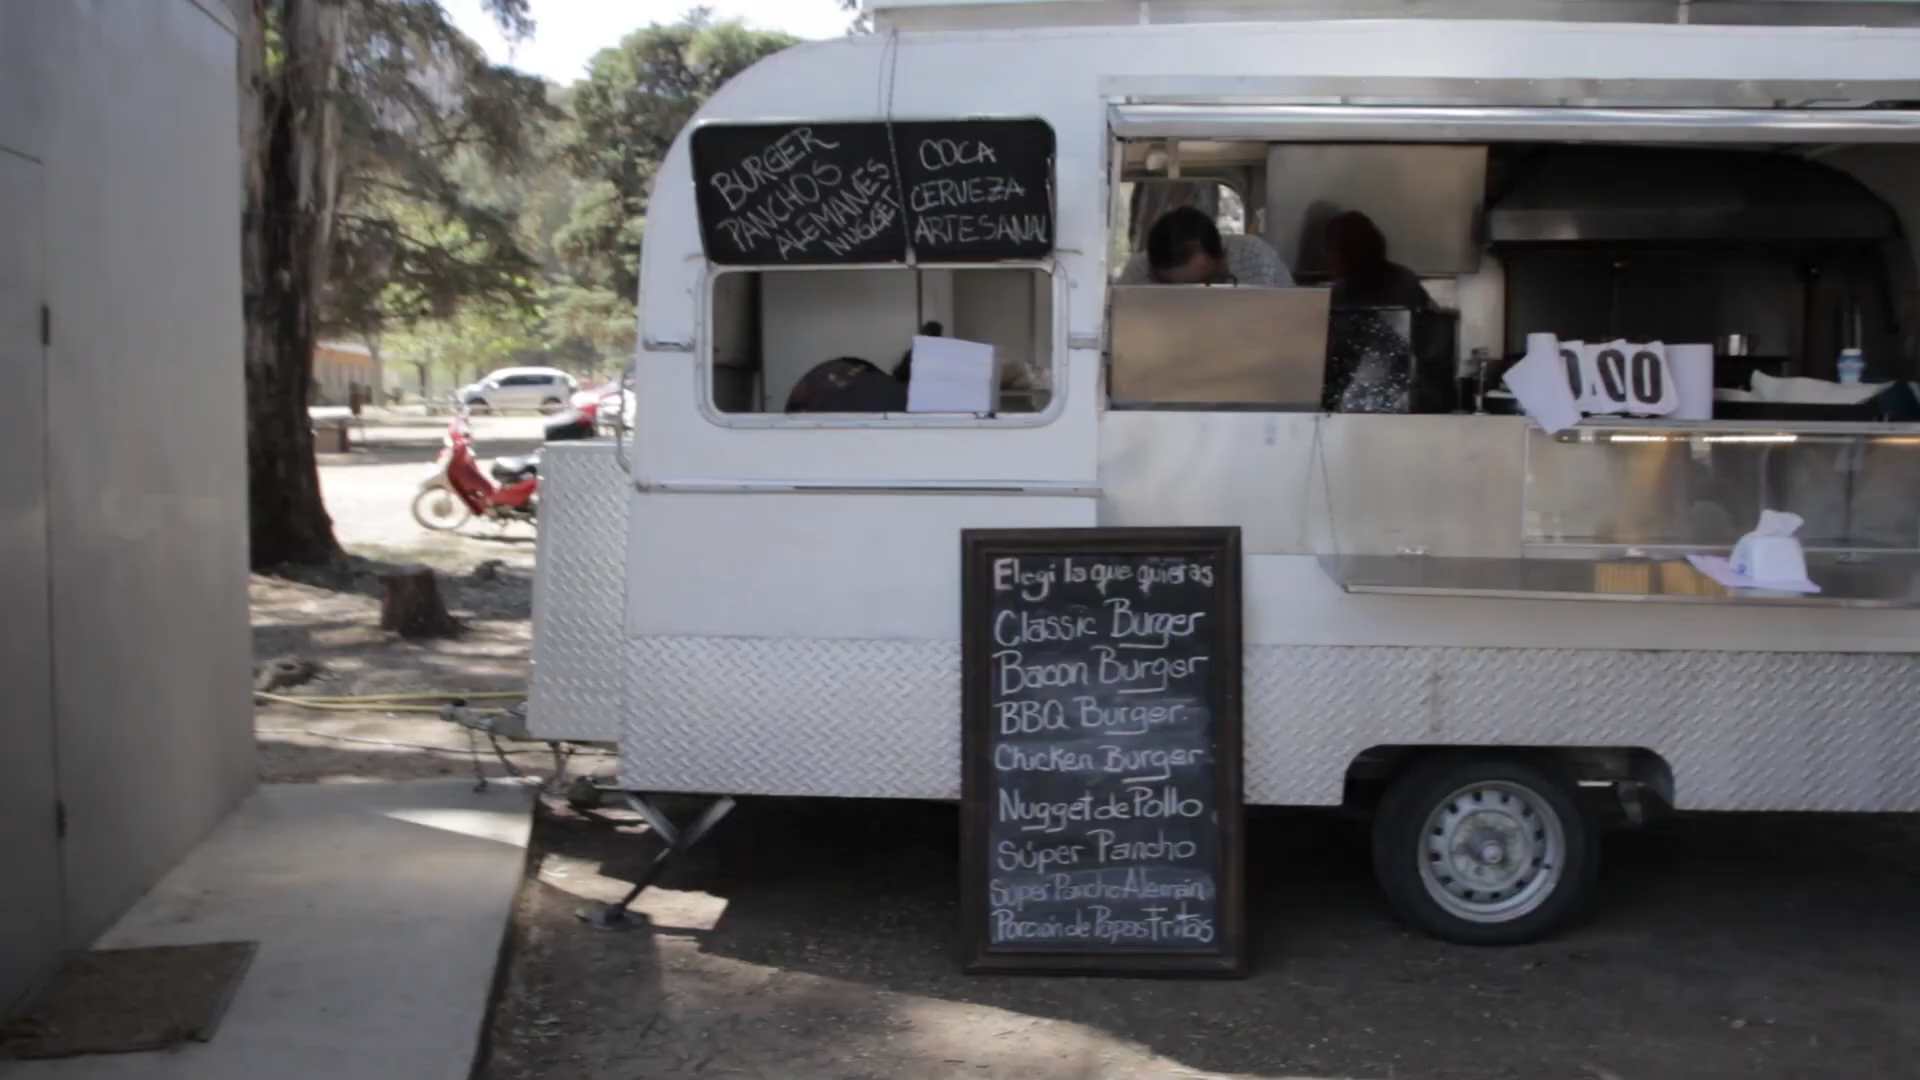 BURGER
PANCHOS
ALEMANES
NUGGET
COCA
CERVEZA
ARTESANAL
Elegi la que quieras
Classic Burger
Bacon Burger
BBQ Burger
Chicken Burger
Nugget de Pollo
Súper Pancho
Súper Pancho Alemán
Porción de Papas Fritas
00